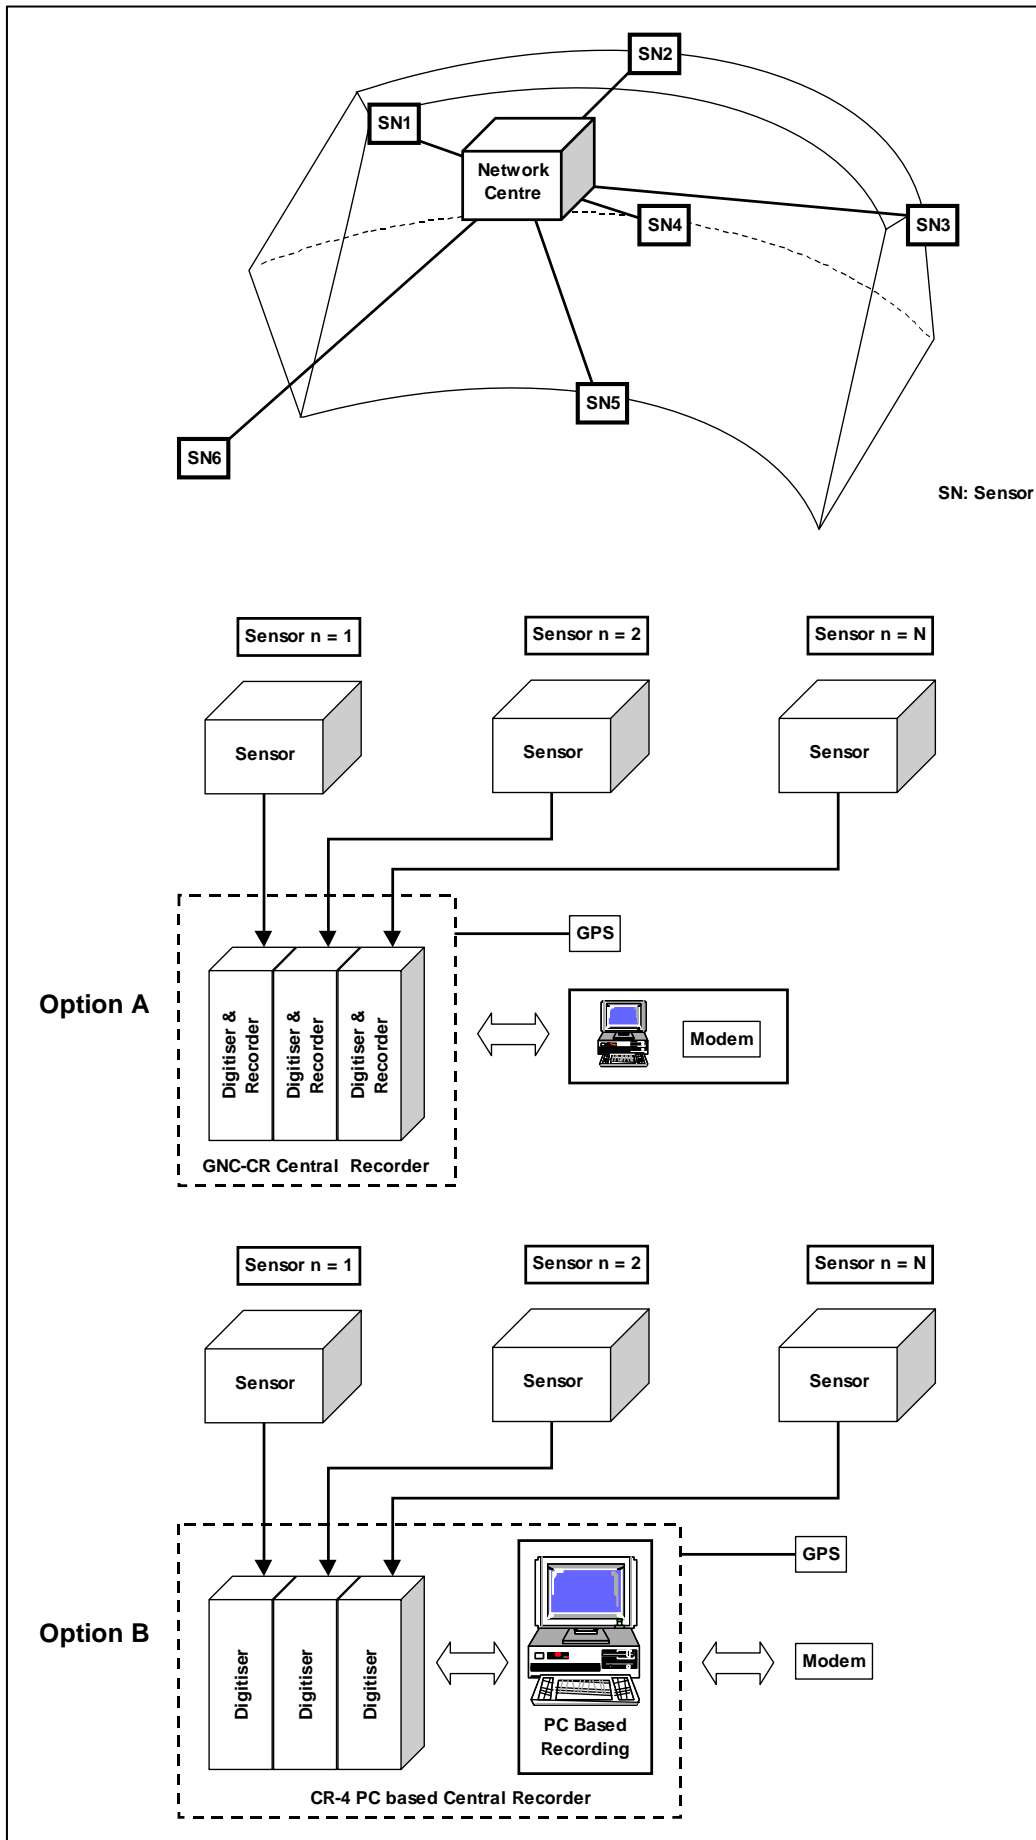 SN2
SN1
Network
Centre
SN4
SN3
SN5
SN6
SN: Sensor
Sensor n = 1
Sensor n = 2
Sensor n = N
Sensor
Sensor
Sensor
GPS
Option A
Digitiser &
Recorder
Digitiser &
Recorder
Digitiser &
Recorder
Modem
GNC-CR Central Recorder
Sensor n = 1
Sensor n = 2
Sensor n = N
Sensor
Sensor
Sensor
GPS
Option B
Digitiser
Digitiser
Digitiser
PC Based
Recording
Modem
CR-4 PC based Central Recorder